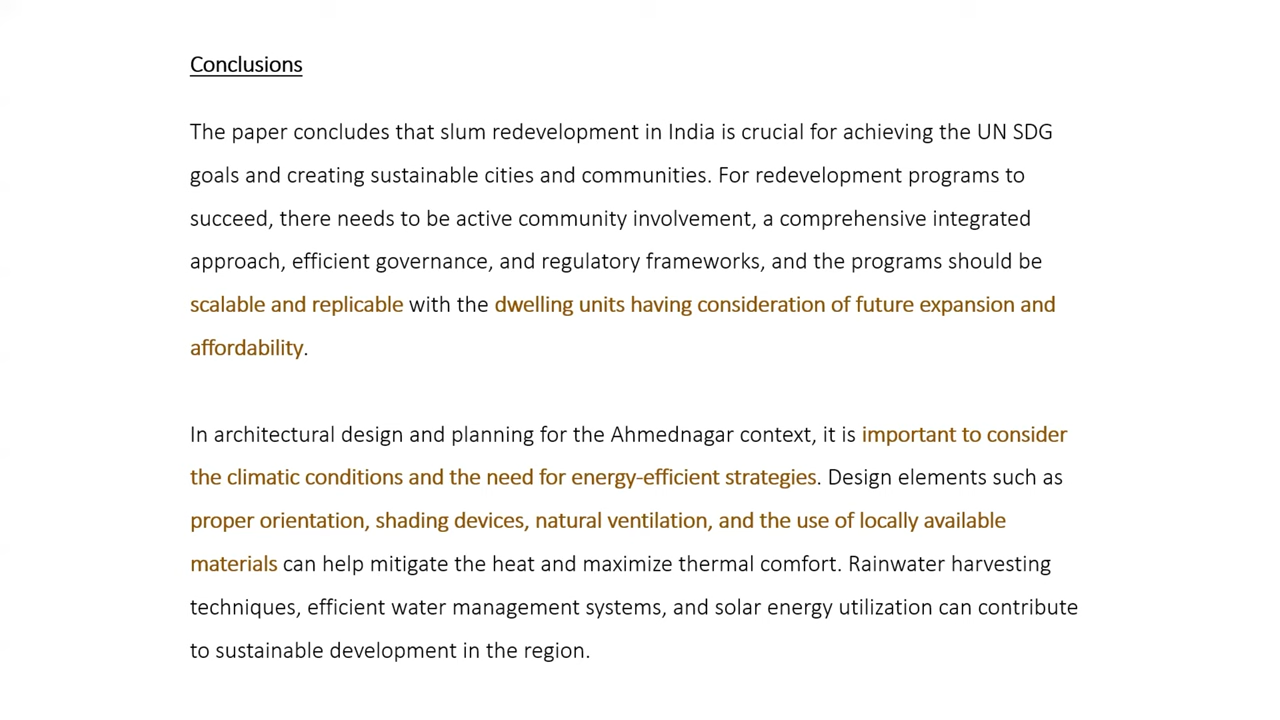 Conclusions
The paper concludes that slum redevelopment in India is crucial for achieving the UN SDG
goals and creating sustainable cities and communities. For redevelopment programs to
succeed, there needs to be active community involvement, a comprehensive integrated
approach, efficient governance, and regulatory frameworks, and the programs should be
scalable and replicable with the dwelling units having consideration of future expansion and
affordability.
In architectural design and planning for the Ahmednagar context, it is important to consider
the climatic conditions and the need for energy-efficient strategies. Design elements such as
proper orientation, shading devices, natural ventilation, and the use of locally available
materials can help mitigate the heat and maximize thermal comfort. Rainwater harvesting
techniques, efficient water management systems, and solar energy utilization can contribute
to sustainable development in the region.